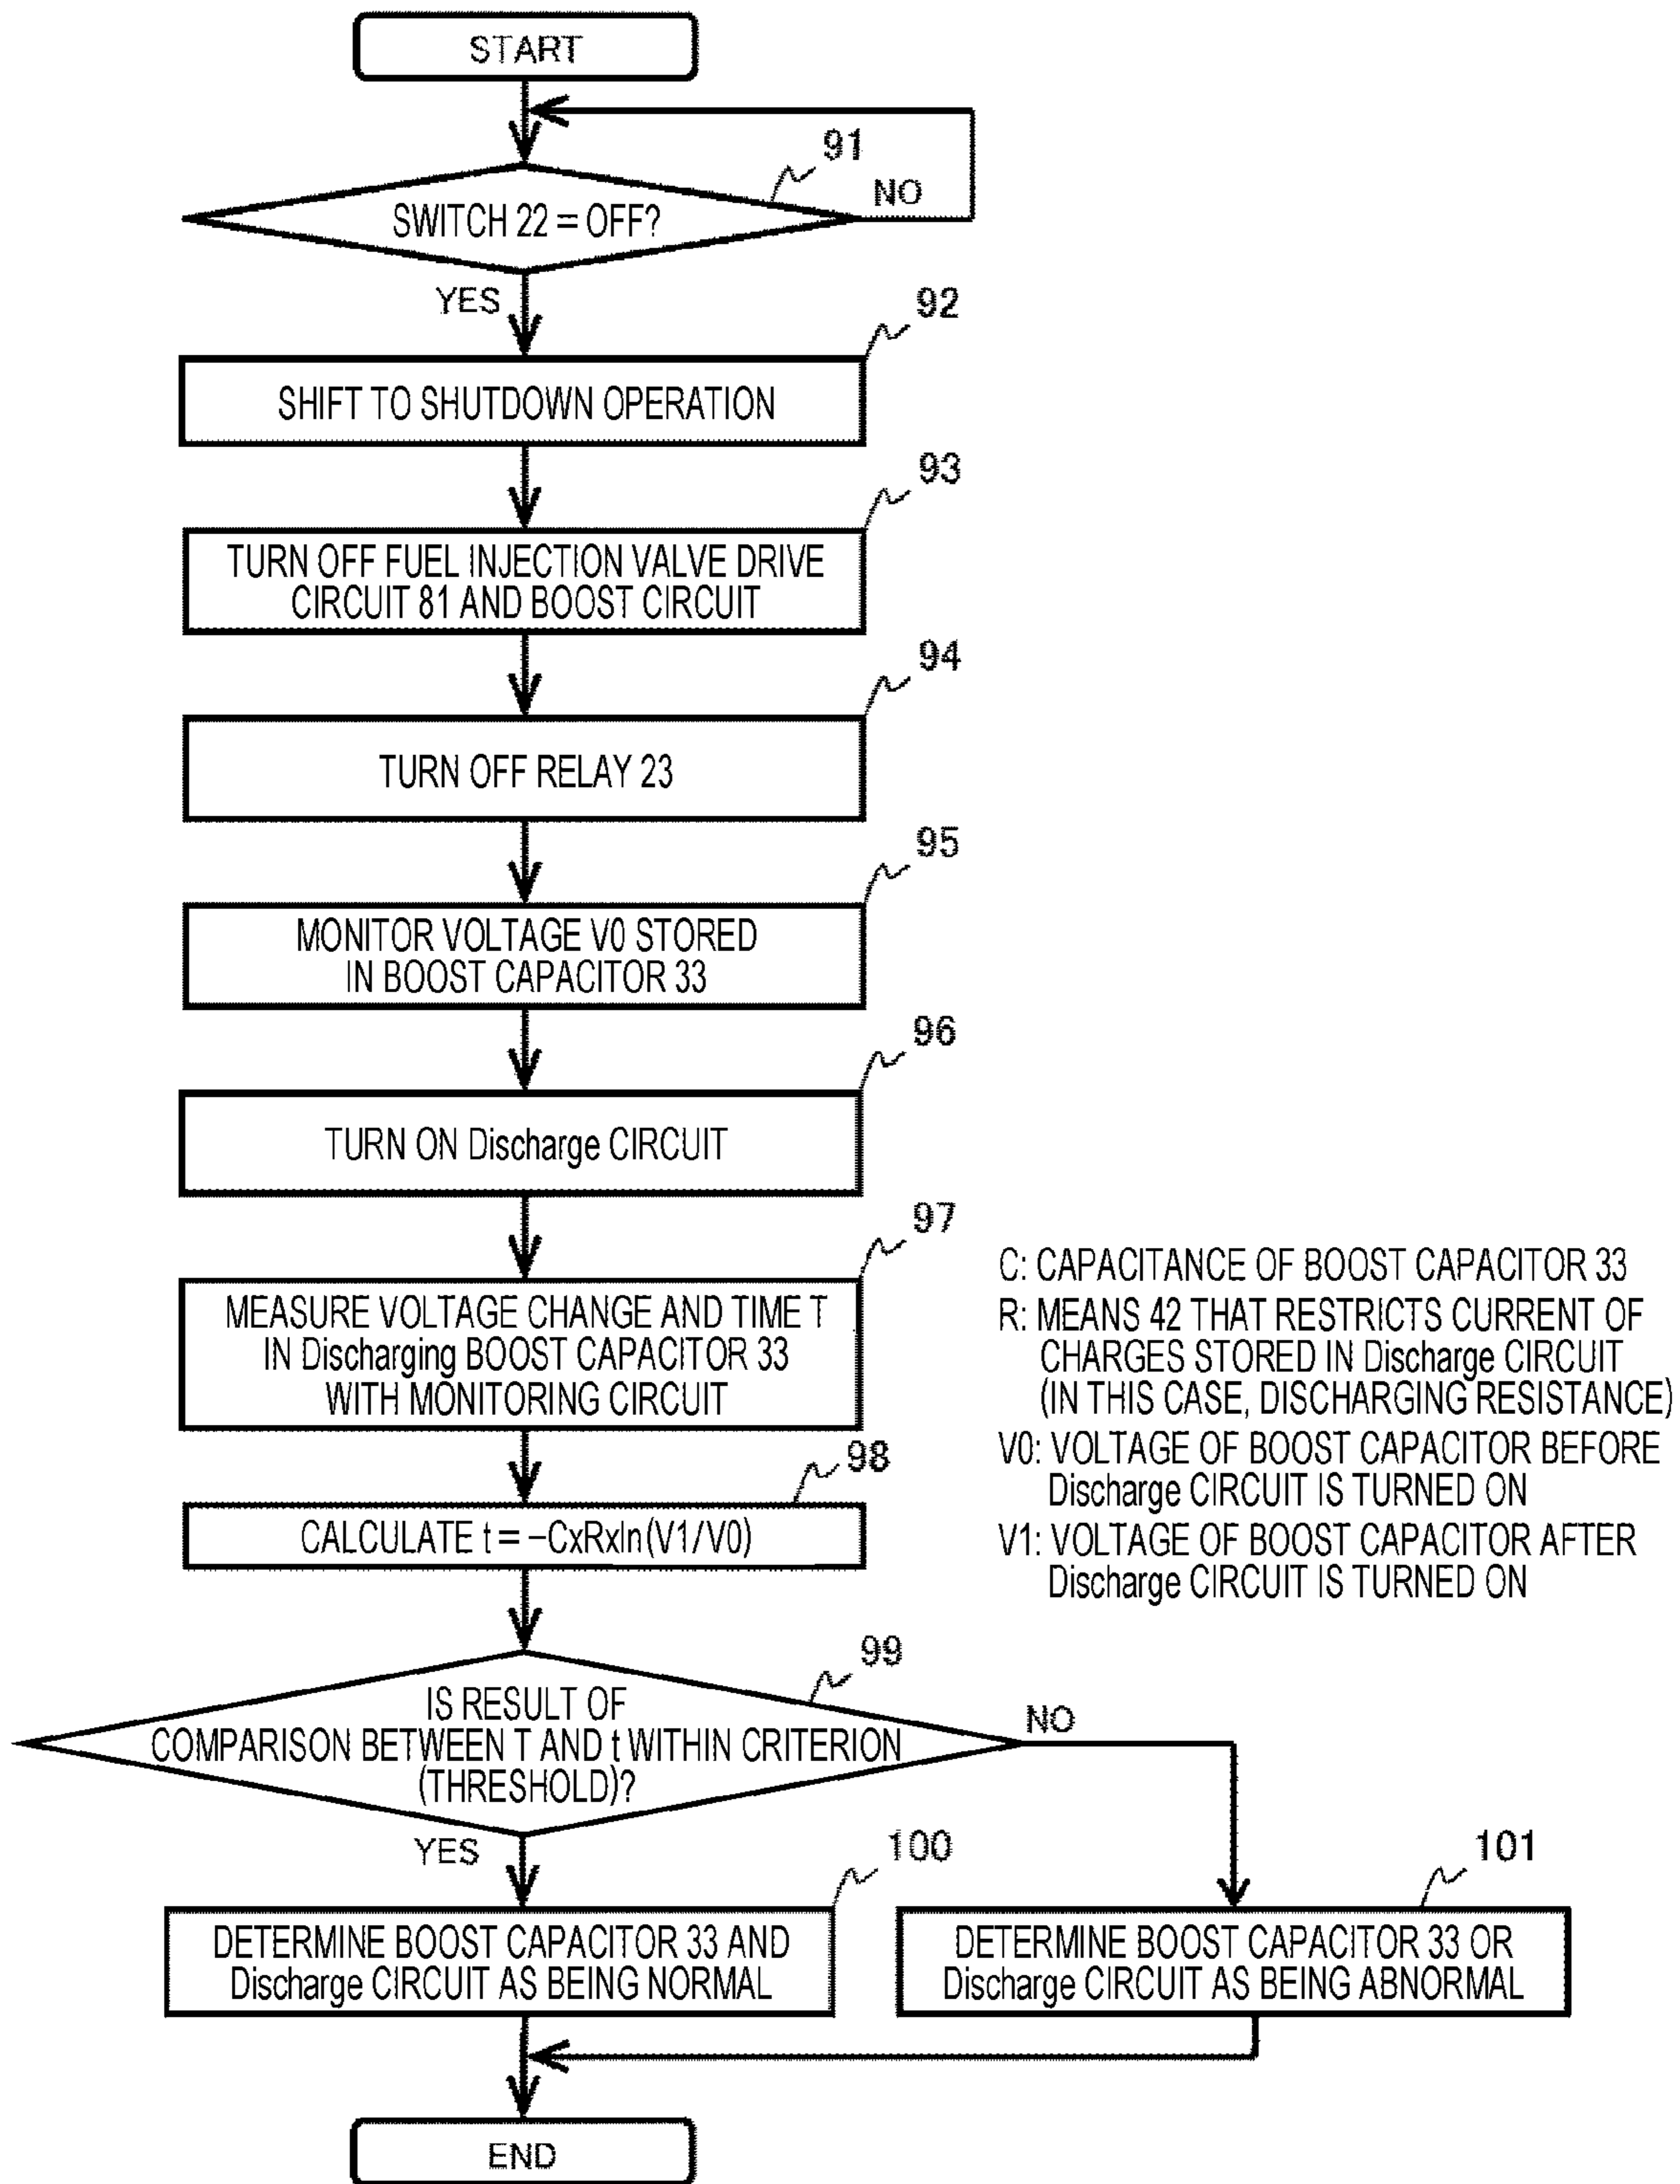 START
91
NO
SWITCH 22 = OFF?
YES
92
SHIFT TO SHUTDOWN OPERATION
93
TURN OFF FUEL INJECTION VALVE DRIVE
CIRCUIT 81 AND BOOST CIRCUIT
94
TURN OFF RELAY 23
95
MONITOR VOLTAGE V0 STORED
IN BOOST CAPACITOR 33
96
TURN ON Discharge CIRCUIT
97
MEASURE VOLTAGE CHANGE AND TIME T
IN Discharging BOOST CAPACITOR 33
WITH MONITORING CIRCUIT
C: CAPACITANCE OF BOOST CAPACITOR 33
R: MEANS 42 THAT RESTRICTS CURRENT OF
CHARGES STORED IN Discharge CIRCUIT
(IN THIS CASE, DISCHARGING RESISTANCE)
V0: VOLTAGE OF BOOST CAPACITOR BEFORE
Discharge CIRCUIT IS TURNED ON
V1: VOLTAGE OF BOOST CAPACITOR AFTER
Discharge CIRCUIT IS TURNED ON
98
CALCULATE t = –CxRxln(V1/V0)
99
IS RESULT OF
COMPARISON BETWEEN T AND t WITHIN CRITERION
(THRESHOLD)?
NO
YES
100
DETERMINE BOOST CAPACITOR 33 AND
Discharge CIRCUIT AS BEING NORMAL
101
DETERMINE BOOST CAPACITOR 33 OR
Discharge CIRCUIT AS BEING ABNORMAL
END